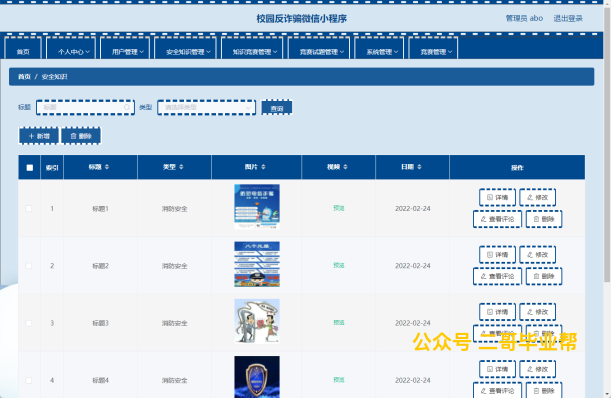 校园反诈骗微信小程序
管理员 abo 退出登录
首页 个人中心 用户管理 安全知识管理 知识竞赛管理 竞赛试题管理 系统管理 竞赛管理
首页 / 安全知识
标题 标题 类型 请选择类型 查询
+ 新增 删除
索引 标题 类型 图片 视频 日期 操作
1 标题1 消防安全 预览 2022-02-24 详情 修改
查看评论 删除
2 标题2 消防安全 预览 2022-02-24 详情 修改
查看评论 删除
3 标题3 消防安全 预览 2022-02-24 详情 修改
查看评论 删除
公众号 二哥毕业帮
4 标题4 消防安全 预览 2022-02-24 详情 修改
查看评论 删除